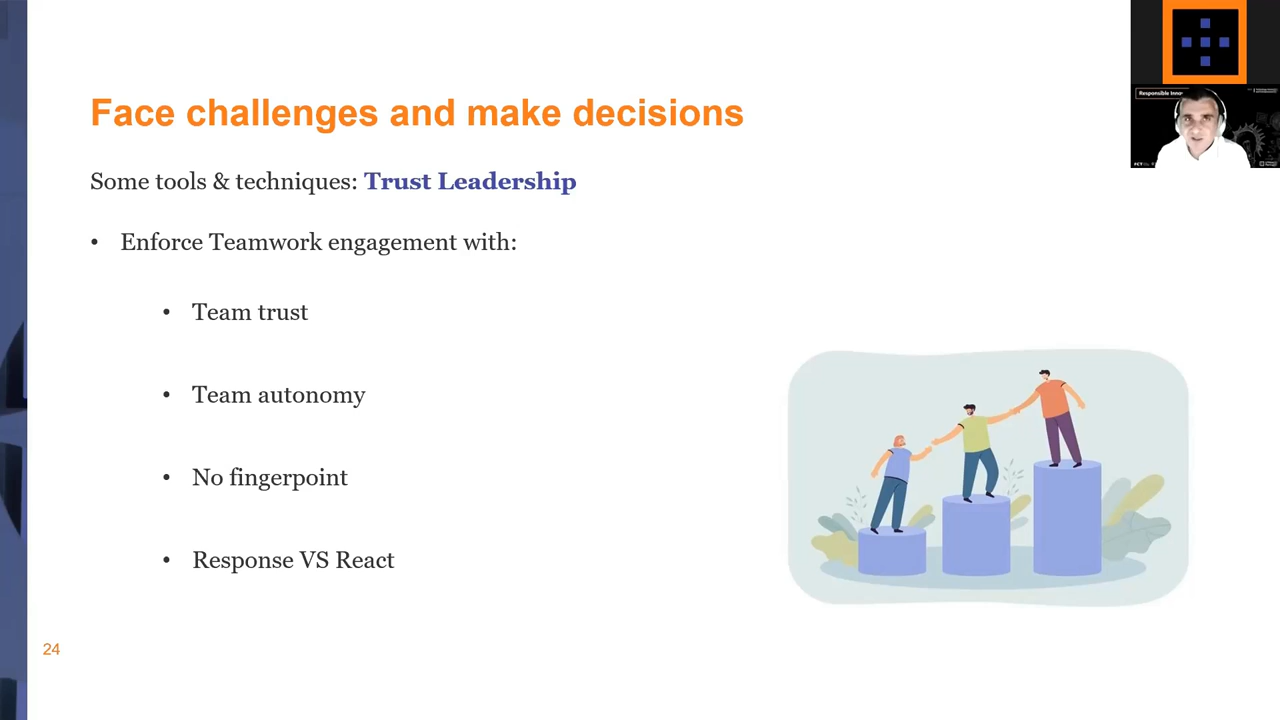 Face challenges and make decisions
Some tools & techniques: Trust Leadership
• Enforce Teamwork engagement with:
• Team trust
• Team autonomy
• No fingerpoint
• Response VS React
24
Responsible